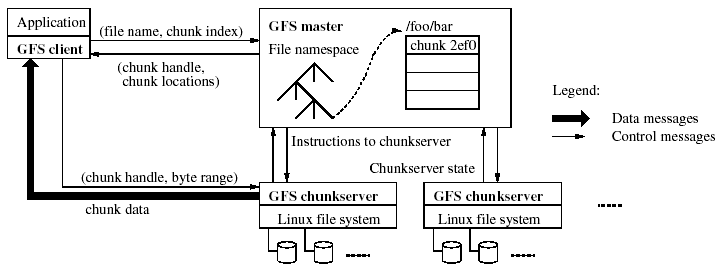 Application
GFS client
(file name, chunk index)
(chunk handle,
chunk locations)
GFS master
File namespace
/foo/bar
chunk 2ef0
Legend:
Data messages
Control messages
Instructions to chunkserver
Chunkserver state
(chunk handle, byte range)
chunk data
GFS chunkserver
Linux file system
GFS chunkserver
Linux file system